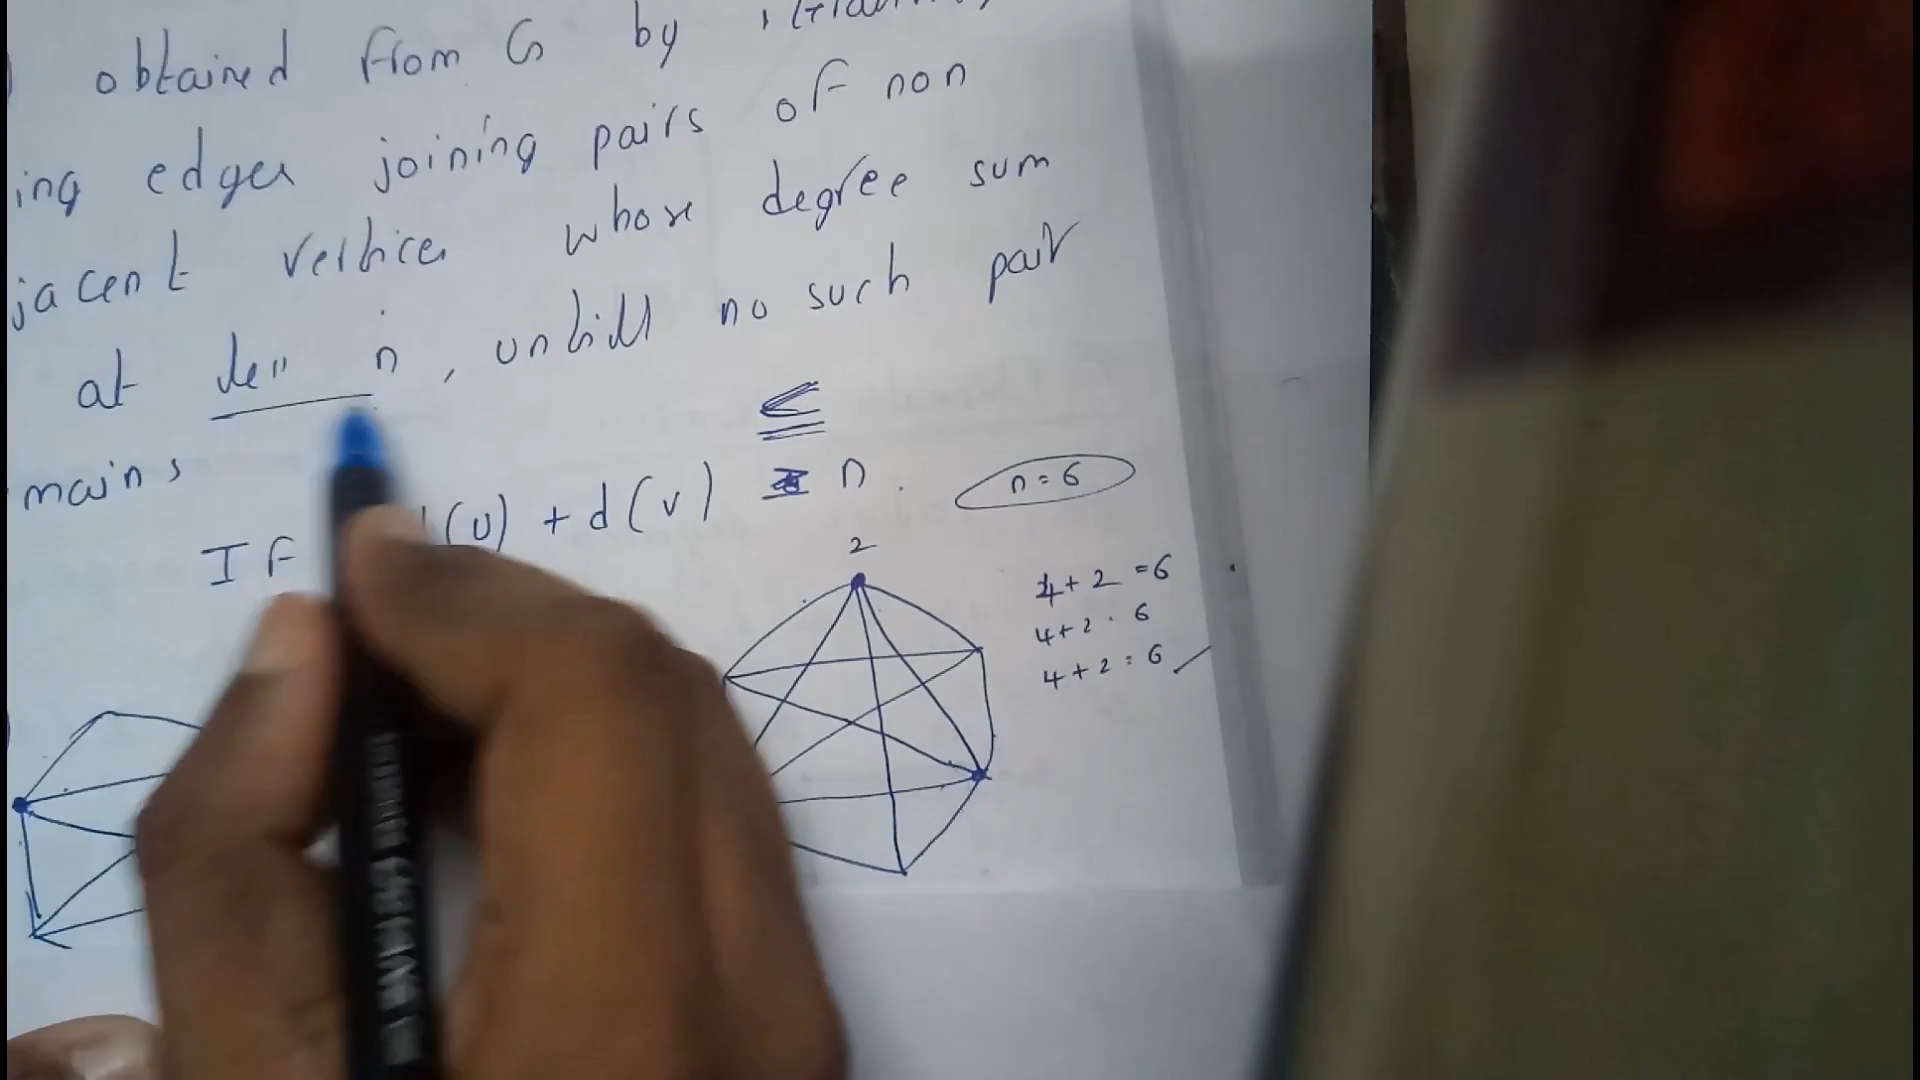 obtained from G by
ing edges joining pairs of non
jacent vertices whose degree sum
at less n, untill no such pair
≤
mains
If d(u) + d(v) n.
n = 6
2
4 + 2 = 6
4 + 2 · 6
4 + 2 = 6